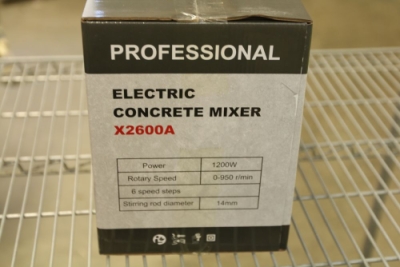 PROFESSIONAL
ELECTRIC
CONCRETE MIXER
X2600A
Power 1200W
Rotary Speed 0-950 r/min
6 speed steps
Stirring rod diameter 14mm